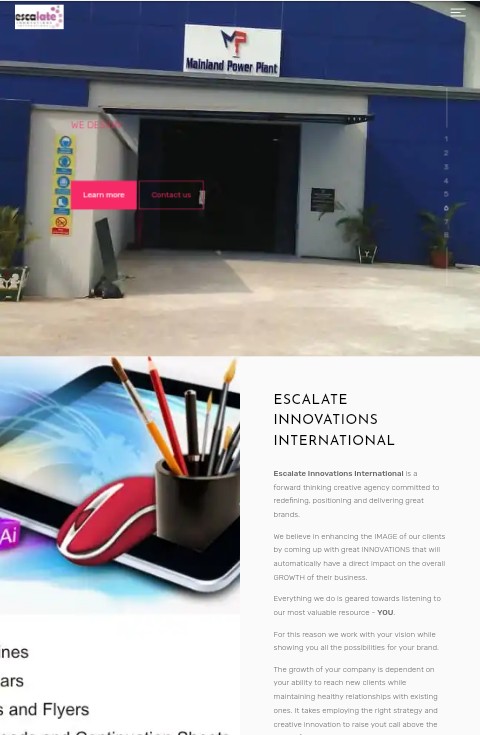 escalate
INNOVATIONS
MP
Mainland Power Plant
WE DES
Learn more
Contact us
1
2
3
4
5
6
7
8
ESCALATE
INNOVATIONS
INTERNATIONAL
Escalate Innovations International is a
forward thinking creative agency committed to
redefining, positioning and delivering great
brands.
We believe in enhancing the IMAGE of our clients
by coming up with great INNOVATIONS that will
automatically have a direct impact on the overall
GROWTH of their business.
Everything we do is geared towards listening to
our most valuable resource - YOU.
For this reason we work with your vision while
showing you all the possibilities for your brand.
The growth of your company is dependent on
your ability to reach new clients while
maintaining healthy relationships with existing
ones. It takes employing the right strategy and
creative innovation to raise yout call above the
Ai
ines
ars
s and Flyers